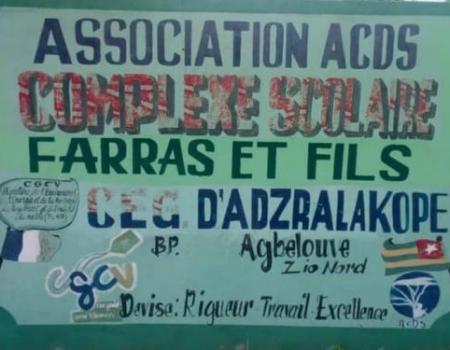 ASSOCIATION ACDS
COMPLEXE SCOLAIRE
FARRAS ET FILS
CGCV
C.E.G. D'ADZRALAKOPE
BP. Agbelouve
Zio Nord
cgcv
Devise: Rigueur-Travail-Excellence
ACDS